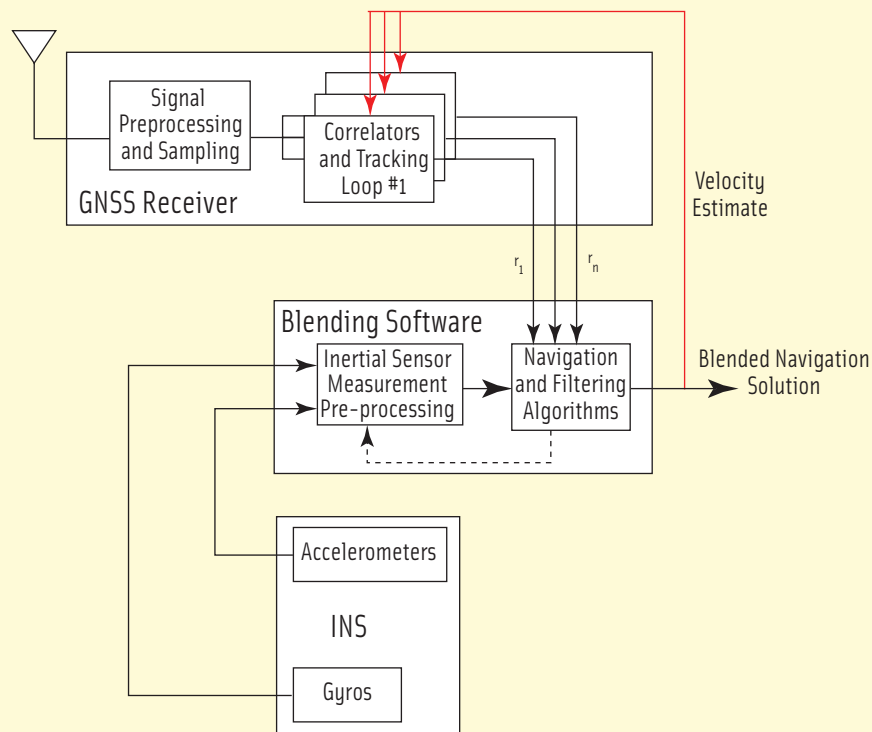 Signal
Preprocessing
and Sampling
Correlators
and Tracking
Loop #1
GNSS Receiver
Velocity
Estimate
r1
rn
Blending Software
Inertial Sensor
Measurement
Pre-processing
Navigation
and Filtering
Algorithms
Blended Navigation
Solution
Accelerometers
INS
Gyros